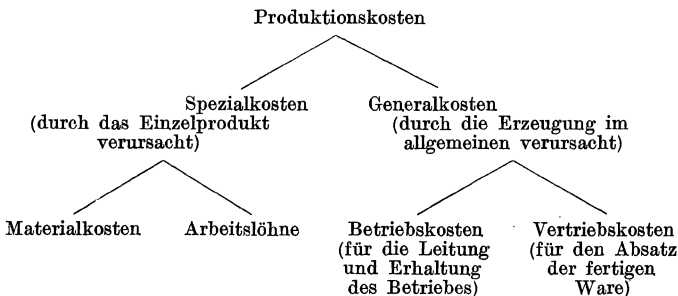 Produktionskosten
Spezialkosten
(durch das Einzelprodukt
verursacht)
Generalkosten
(durch die Erzeugung im
allgemeinen verursacht)
Materialkosten
Arbeitslöhne
Betriebskosten
(für die Leitung
und Erhaltung
des Betriebes)
Vertriebskosten
(für den Absatz
der fertigen
Ware)